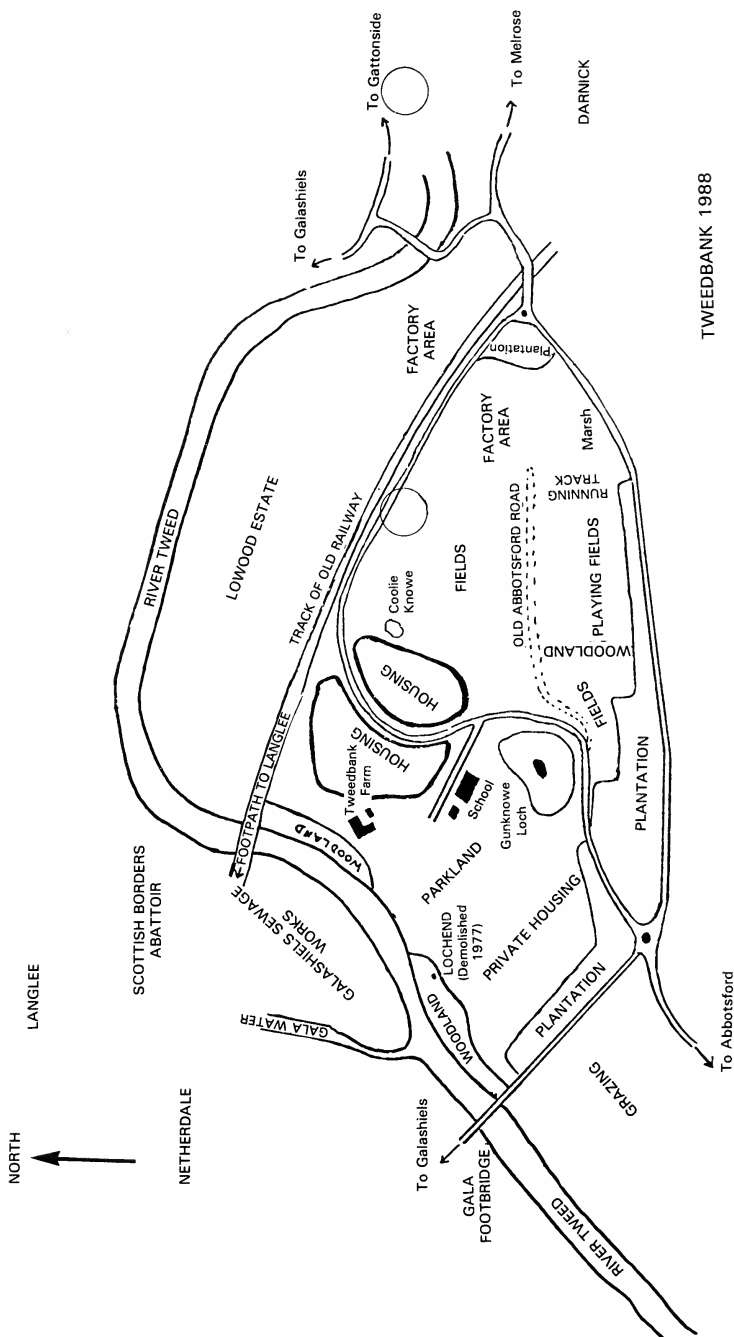 NORTH
LANGLEE
NETHERDALE
SCOTTISH BORDERS
ABATTOIR
GALA WATER
GALASHIELS SEWAGE
WORKS
FOOTPATH TO LANGLEE
RIVER TWEED
LOWOOD ESTATE
TRACK OF OLD RAILWAY
To Galashiels
To Gattonside
To Melrose
DARNICK
FACTORY
AREA
Plantation
FACTORY
AREA
Marsh
RUNNING
TRACK
PLAYING FIELDS
WOODLAND
OLD ABBOTSFORD ROAD
FIELDS
FIELDS
Coolie
Knowe
HOUSING
HOUSING
Tweedbank
Farm
WOODLAND
School
Gunknowe
Loch
PARKLAND
LOCHEND
(Demolished
1977)
PRIVATE HOUSING
WOODLAND
PLANTATION
PLANTATION
GRAZING
To Galashiels
GALA
FOOTBRIDGE
RIVER TWEED
To Abbotsford
TWEEDBANK 1988